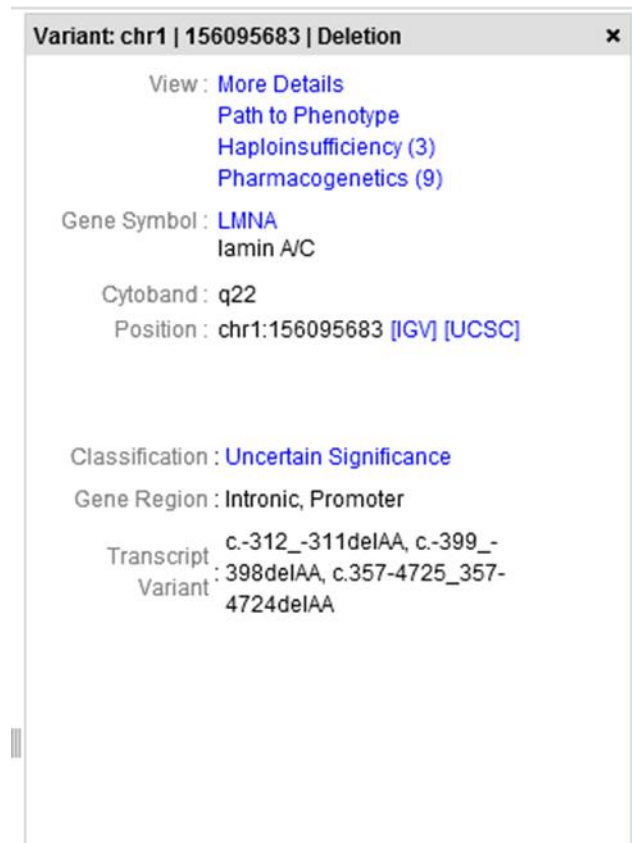 Variant: chr1 | 156095683 | Deletion ×
View : More Details
Path to Phenotype
Haploinsufficiency (3)
Pharmacogenetics (9)
Gene Symbol : LMNA
lamin A/C
Cytoband : q22
Position : chr1:156095683 [IGV] [UCSC]
Classification : Uncertain Significance
Gene Region : Intronic, Promoter
Transcript Variant : c.-312_-311delAA, c.-399_-
398delAA, c.357-4725_357-
4724delAA